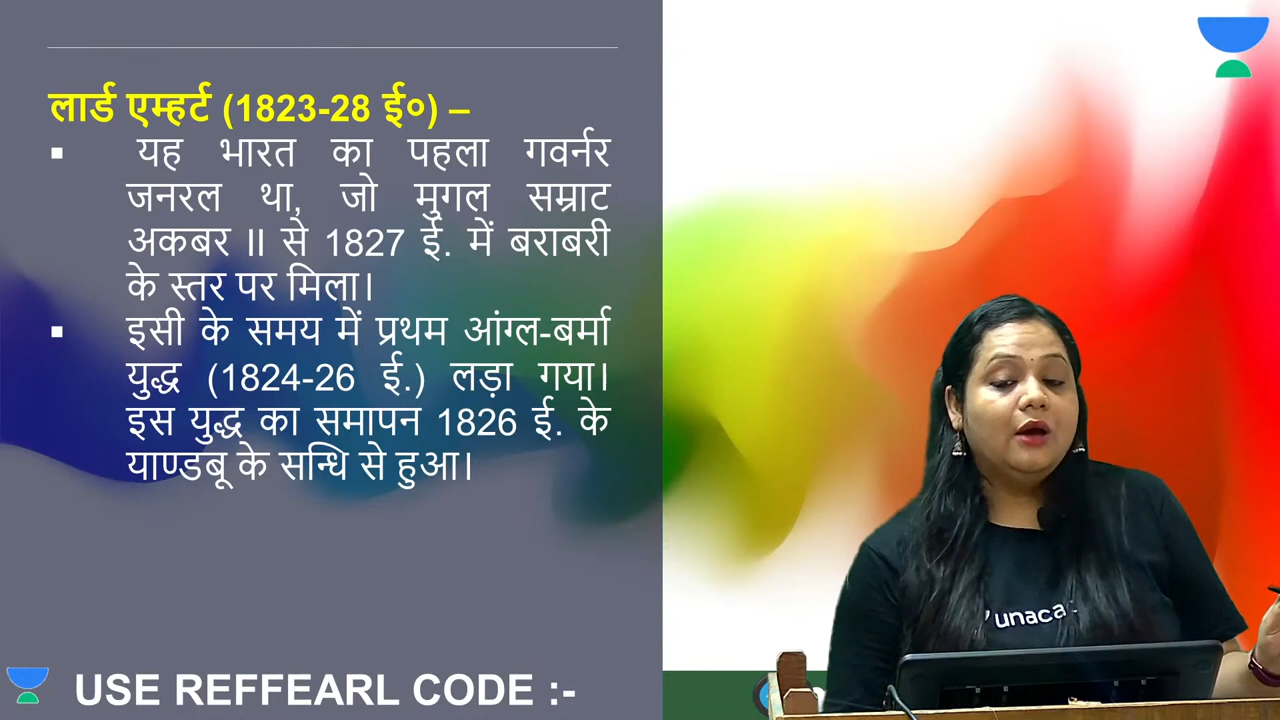 लार्ड एम्हर्ट (1823-28 ई०) –
▪ यह भारत का पहला गवर्नर
जनरल था, जो मुगल सम्राट
अकबर II से 1827 ई. में बराबरी
के स्तर पर मिला।
▪ इसी के समय में प्रथम आंग्ल-बर्मा
युद्ध (1824-26 ई.) लड़ा गया।
इस युद्ध का समापन 1826 ई. के
याण्डबू के सन्धि से हुआ।
unaca
USE REFFEARL CODE :-